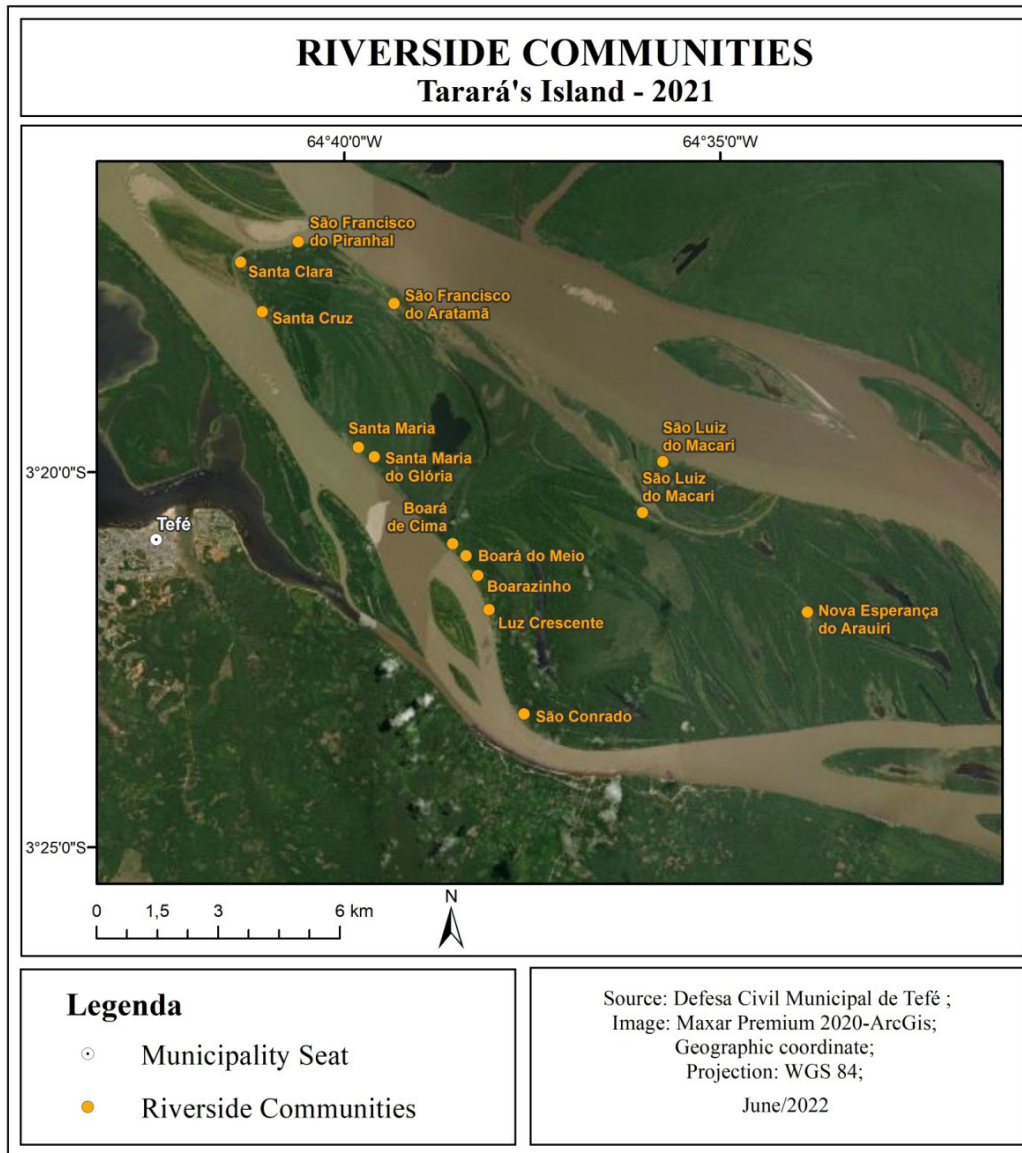 RIVERSIDE COMMUNITIES
Tarará's Island - 2021
64°40'0"W
64°35'0"W
São Francisco
do Piranhal
Santa Clara
São Francisco
do Aratamã
Santa Cruz
Santa Maria
São Luiz
do Macari
3°20'0"S
Santa Maria
do Glória
São Luiz
do Macari
Boará
de Cima
Tefé
Boará do Meio
Boarazinho
Luz Crescente
Nova Esperança
do Arauiri
São Conrado
3°25'0"S
N
0 1,5 3 6 km
Legenda
Municipality Seat
Riverside Communities
Source: Defesa Civil Municipal de Tefé ;
Image: Maxar Premium 2020-ArcGis;
Geographic coordinate;
Projection: WGS 84;
June/2022